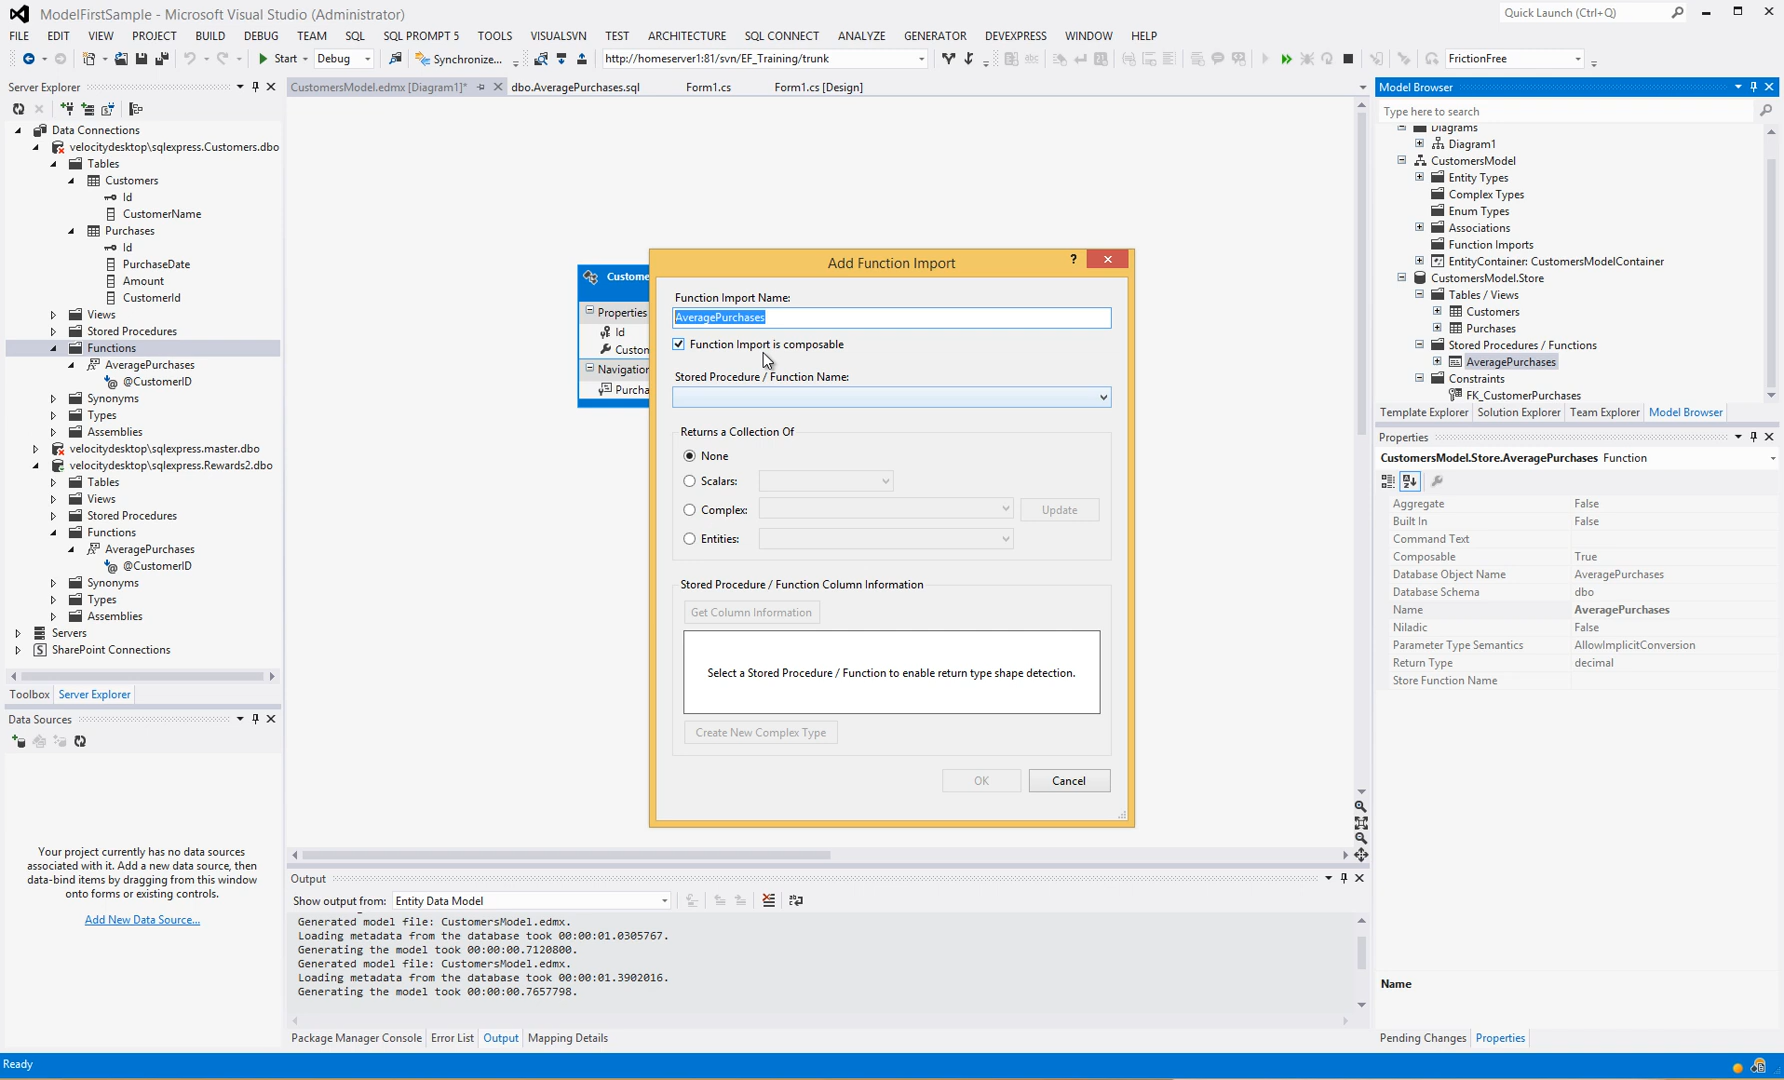 ModelFirstSample - Microsoft Visual Studio (Administrator)
Quick Launch (Ctrl+Q)
FILE EDIT VIEW PROJECT BUILD DEBUG TEAM SQL SQL PROMPT 5 TOOLS VISUALSVN TEST ARCHITECTURE SQL CONNECT ANALYZE GENERATOR DEVEXPRESS WINDOW HELP
Start Debug Synchronize... http://homeserver1:81/svn/EF_Training/trunk FrictionFree
Server Explorer
Data Connections
velocitydesktop\sqlexpress.Customers.dbo
Tables
Customers
Id
CustomerName
Purchases
Id
PurchaseDate
Amount
CustomerId
Views
Stored Procedures
Functions
AveragePurchases
@CustomerID
Synonyms
Types
Assemblies
velocitydesktop\sqlexpress.master.dbo
velocitydesktop\sqlexpress.Rewards2.dbo
Tables
Views
Stored Procedures
Functions
AveragePurchases
@CustomerID
Synonyms
Types
Assemblies
Servers
SharePoint Connections
Toolbox Server Explorer
Data Sources
Your project currently has no data sources
associated with it. Add a new data source, then
data-bind items by dragging from this window
onto forms or existing controls.
Add New Data Source...
CustomersModel.edmx [Diagram1]* dbo.AveragePurchases.sql Form1.cs Form1.cs [Design]
Custome
Properties
Id
Custom
Navigation
Purcha
Add Function Import
?
Function Import Name:
AveragePurchases
Function Import is composable
Stored Procedure / Function Name:
Returns a Collection Of
None
Scalars:
Complex:
Update
Entities:
Stored Procedure / Function Column Information
Get Column Information
Select a Stored Procedure / Function to enable return type shape detection.
Create New Complex Type
OK Cancel
Output
Show output from: Entity Data Model
Generated model file: CustomersModel.edmx.
Loading metadata from the database took 00:00:01.0305767.
Generating the model took 00:00:00.7120800.
Generated model file: CustomersModel.edmx.
Loading metadata from the database took 00:00:01.3902016.
Generating the model took 00:00:00.7657798.
Package Manager Console Error List Output Mapping Details
Model Browser
Type here to search
Diagrams
Diagram1
CustomersModel
Entity Types
Complex Types
Enum Types
Associations
Function Imports
EntityContainer: CustomersModelContainer
CustomersModel.Store
Tables / Views
Customers
Purchases
Stored Procedures / Functions
AveragePurchases
Constraints
FK_CustomerPurchases
Template Explorer Solution Explorer Team Explorer Model Browser
Properties
CustomersModel.Store.AveragePurchases Function
Aggregate False
Built In False
Command Text
Composable True
Database Object Name AveragePurchases
Database Schema dbo
Name AveragePurchases
Niladic False
Parameter Type Semantics AllowImplicitConversion
Return Type decimal
Store Function Name
Name
Pending Changes Properties
Ready